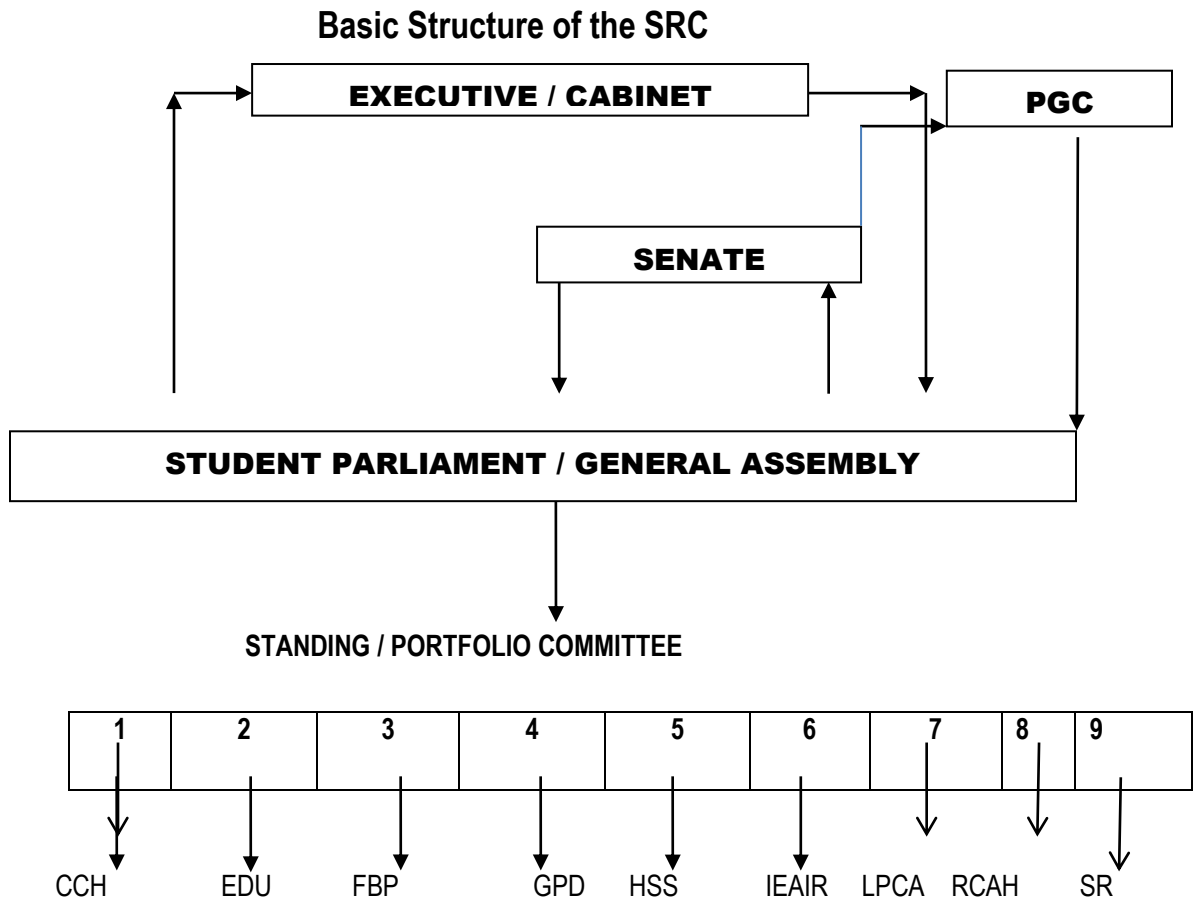 Basic Structure of the SRC
EXECUTIVE / CABINET
PGC
SENATE
STUDENT PARLIAMENT / GENERAL ASSEMBLY
STANDING / PORTFOLIO COMMITTEE
1 2 3 4 5 6 7 8 9
CCH EDU FBP GPD HSS IEAIR LPCA RCAH SR